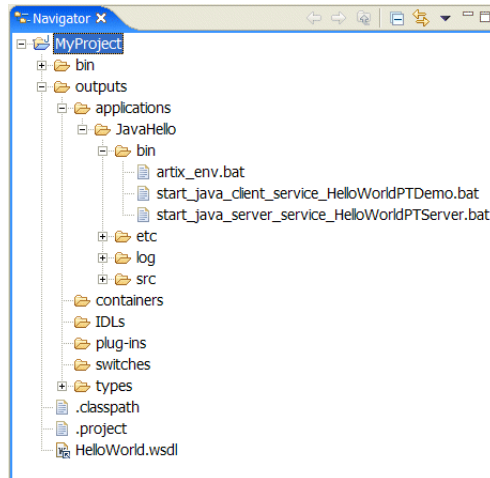 Navigator
MyProject
bin
outputs
applications
JavaHello
bin
artix_env.bat
start_java_client_service_HelloWorldPTDemo.bat
start_java_server_service_HelloWorldPTServer.bat
etc
log
src
containers
IDLs
plug-ins
switches
types
.classpath
.project
HelloWorld.wsdl